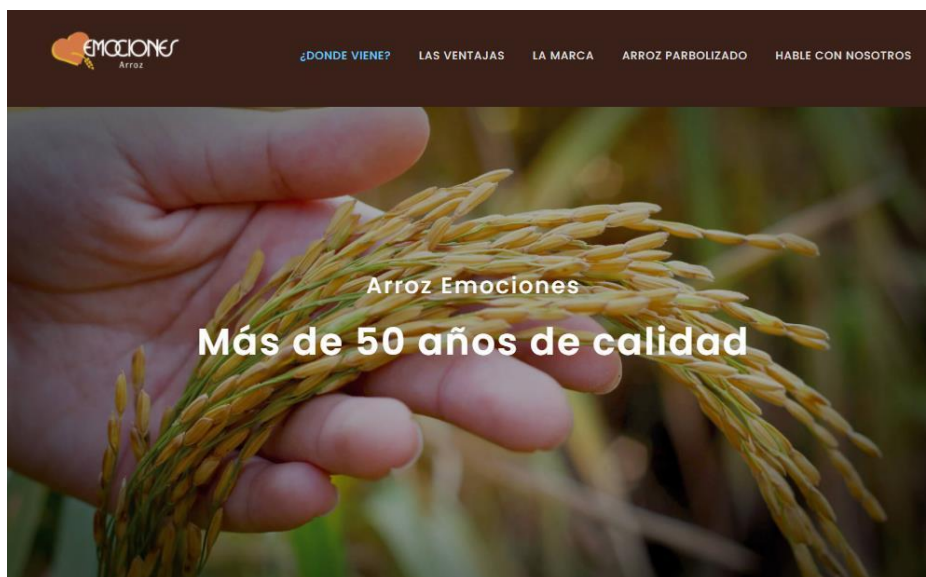 EMOCIONES
Arroz
¿DONDE VIENE?
LAS VENTAJAS
LA MARCA
ARROZ PARBOLIZADO
HABLE CON NOSOTROS
Arroz Emociones
Más de 50 años de calidad